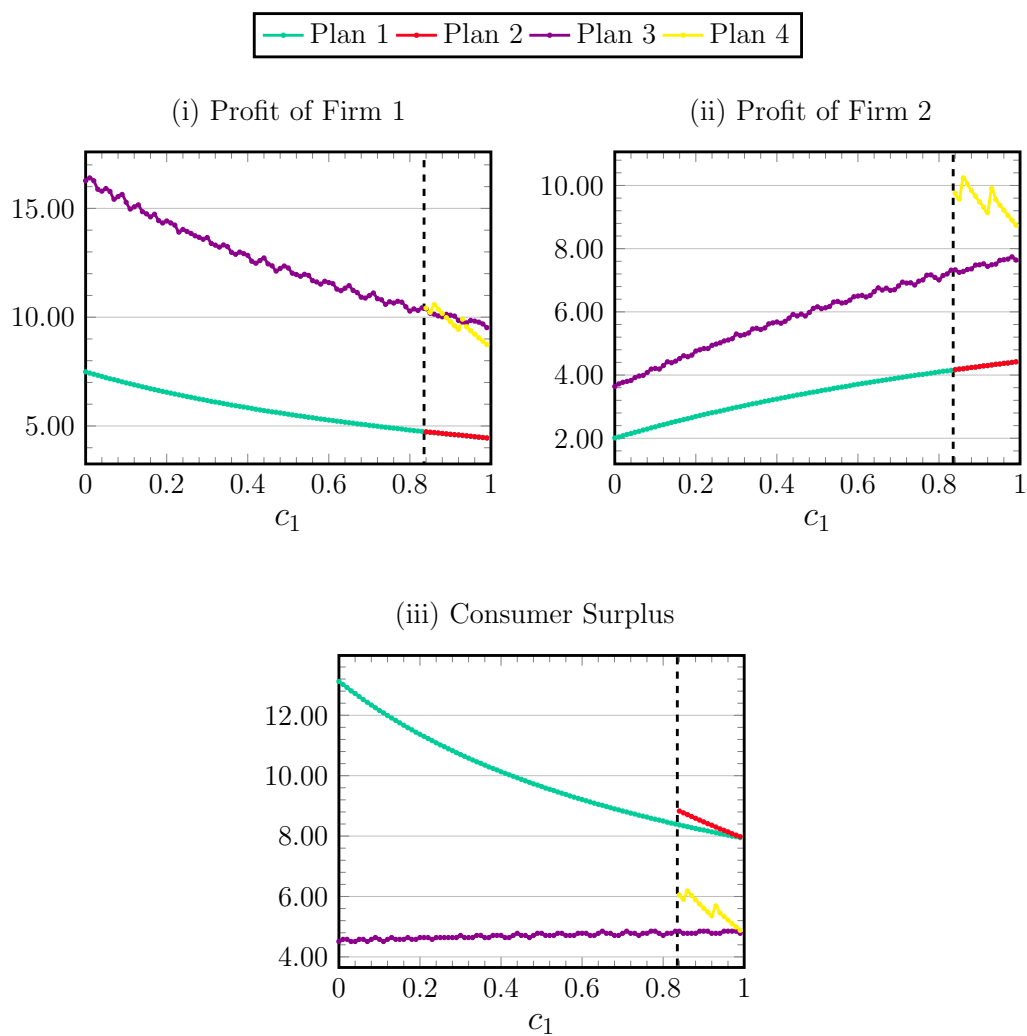 Plan 1 Plan 2 Plan 3 Plan 4
(i) Profit of Firm 1
15.00
10.00
5.00
0 0.2 0.4 0.6 0.8 1
c1
(ii) Profit of Firm 2
10.00
8.00
6.00
4.00
2.00
0 0.2 0.4 0.6 0.8 1
c1
(iii) Consumer Surplus
12.00
10.00
8.00
6.00
4.00
0 0.2 0.4 0.6 0.8 1
c1